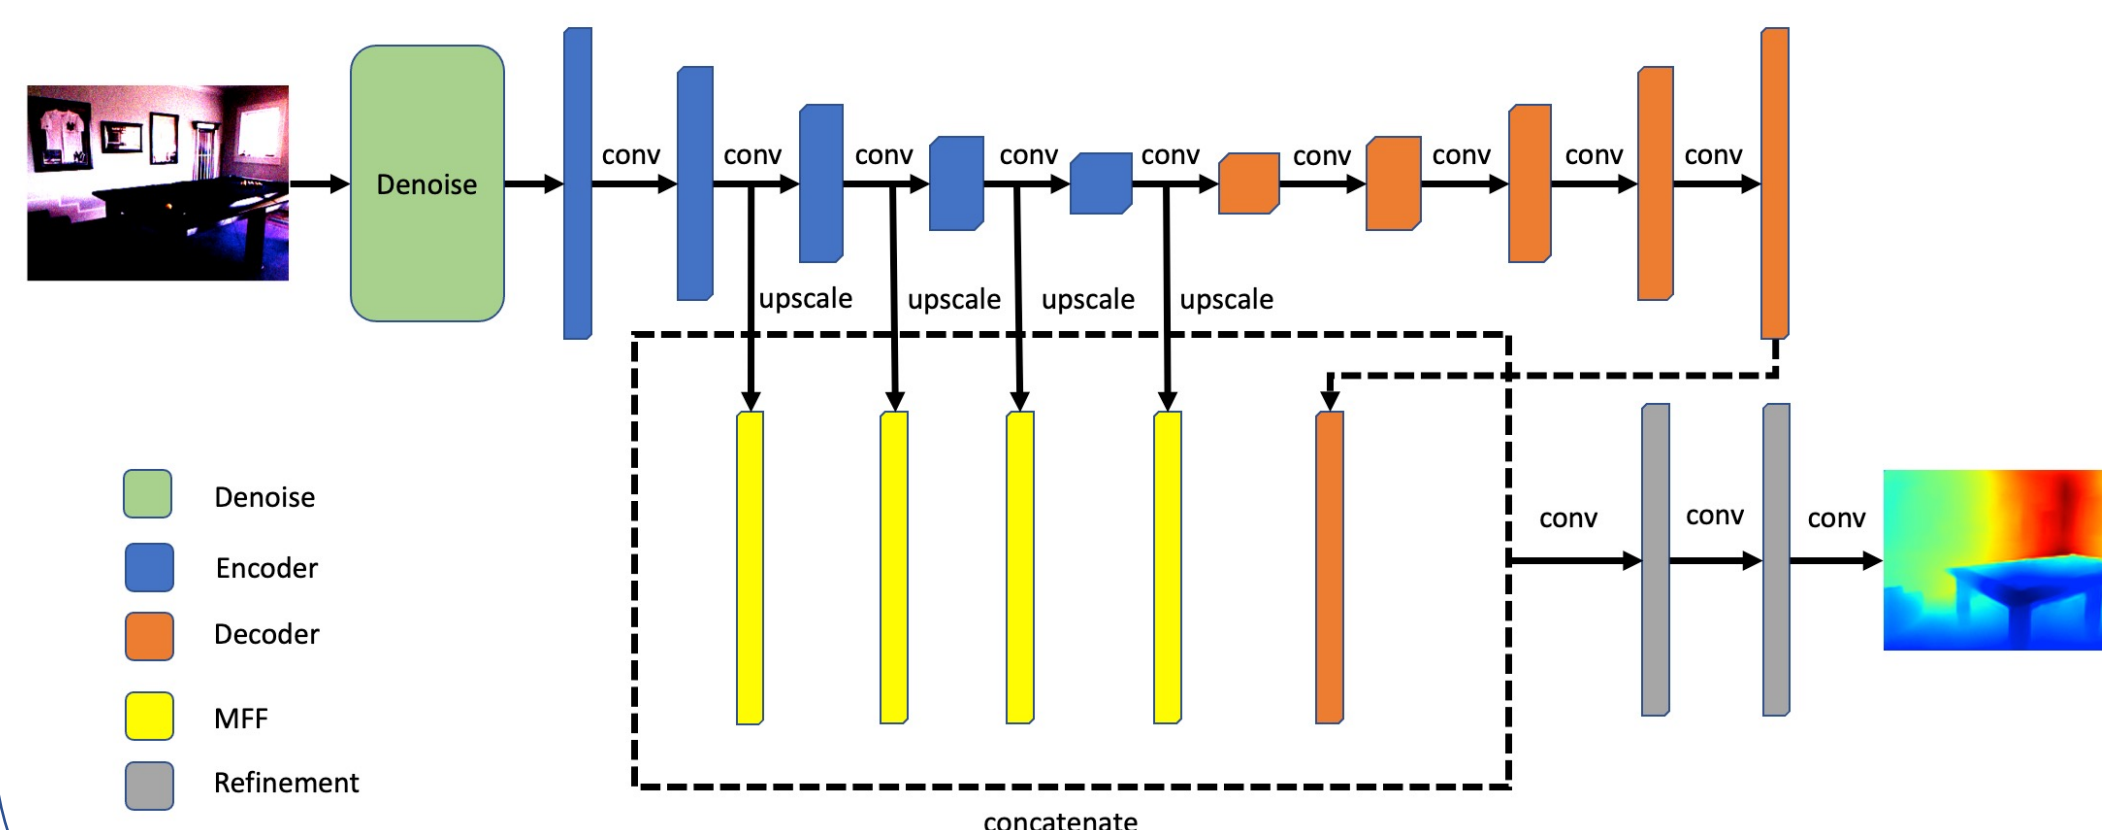 Denoise
conv
conv
conv
conv
conv
conv
conv
conv
conv
upscale
upscale
upscale
upscale
conv
conv
conv
Denoise
Encoder
Decoder
MFF
Refinement
concatenate